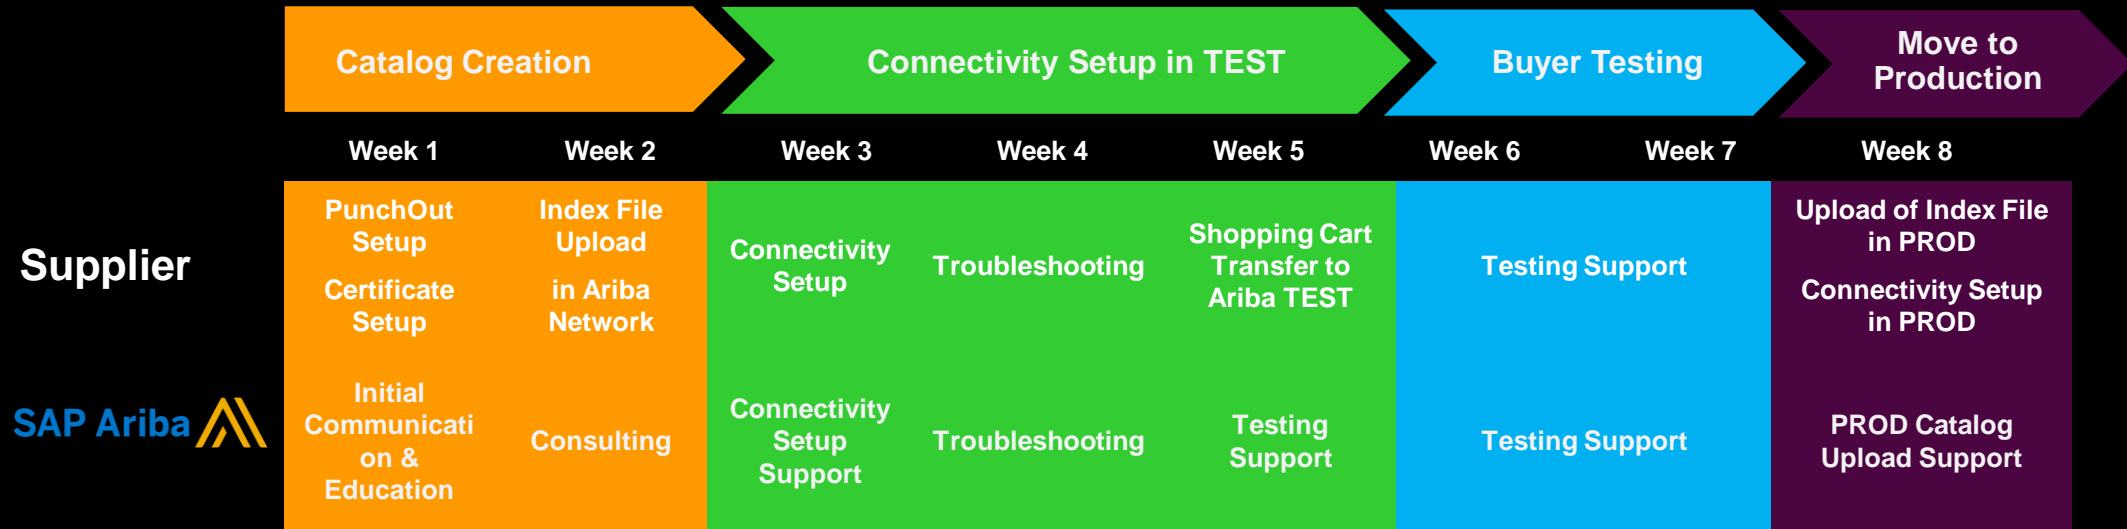 Catalog Creation
Connectivity Setup in TEST
Buyer Testing
Move to
Production
Week 1
Week 2
Week 3
Week 4
Week 5
Week 6
Week 7
Week 8
Supplier
PunchOut
Setup
Certificate
Setup
Index File
Upload
in Ariba
Network
Connectivity
Setup
Troubleshooting
Shopping Cart
Transfer to
Ariba TEST
Testing Support
Upload of Index File
in PROD
Connectivity Setup
in PROD
SAP Ariba
Initial
Communicati
on &
Education
Consulting
Connectivity
Setup
Support
Troubleshooting
Testing
Support
Testing Support
PROD Catalog
Upload Support